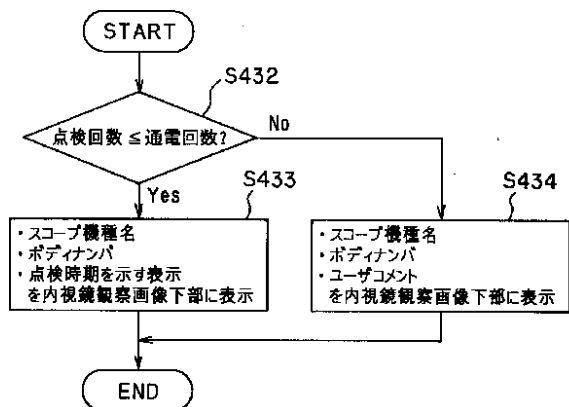 START
S432
点検回数≦通電回数?
No
Yes
S433
・スコープ機種名
・ボディナンバ
・点検時期を示す表示
を内視鏡観察画像下部に表示
S434
・スコープ機種名
・ボディナンバ
・ユーザコメント
を内視鏡観察画像下部に表示
END